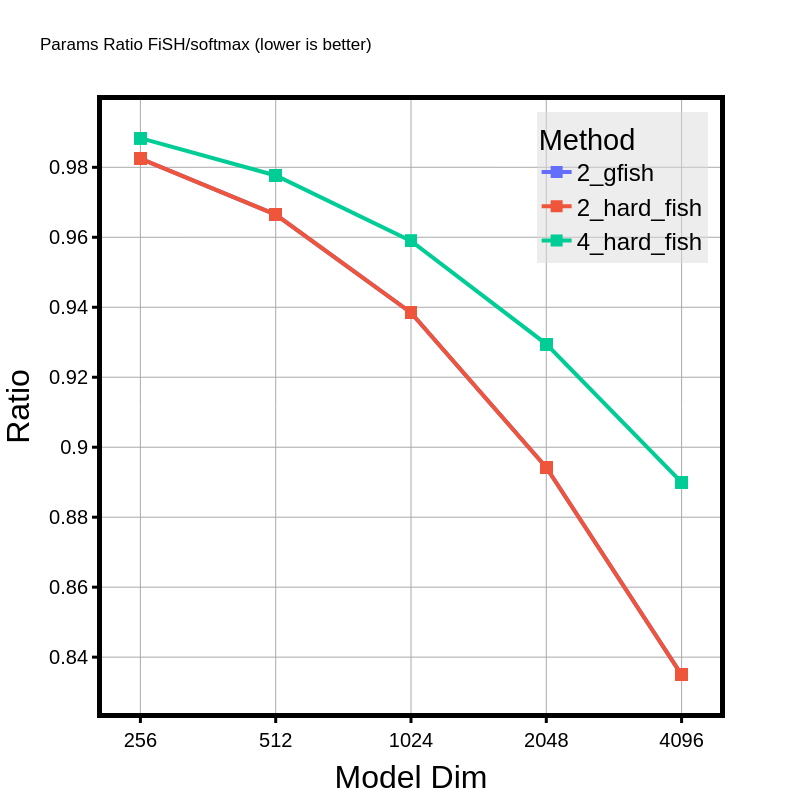 Params Ratio FiSH/softmax (lower is better)
Method
2_gfish
2_hard_fish
4_hard_fish
0.98
0.96
0.94
0.92
0.9
0.88
0.86
0.84
Ratio
256 512 1024 2048 4096
Model Dim